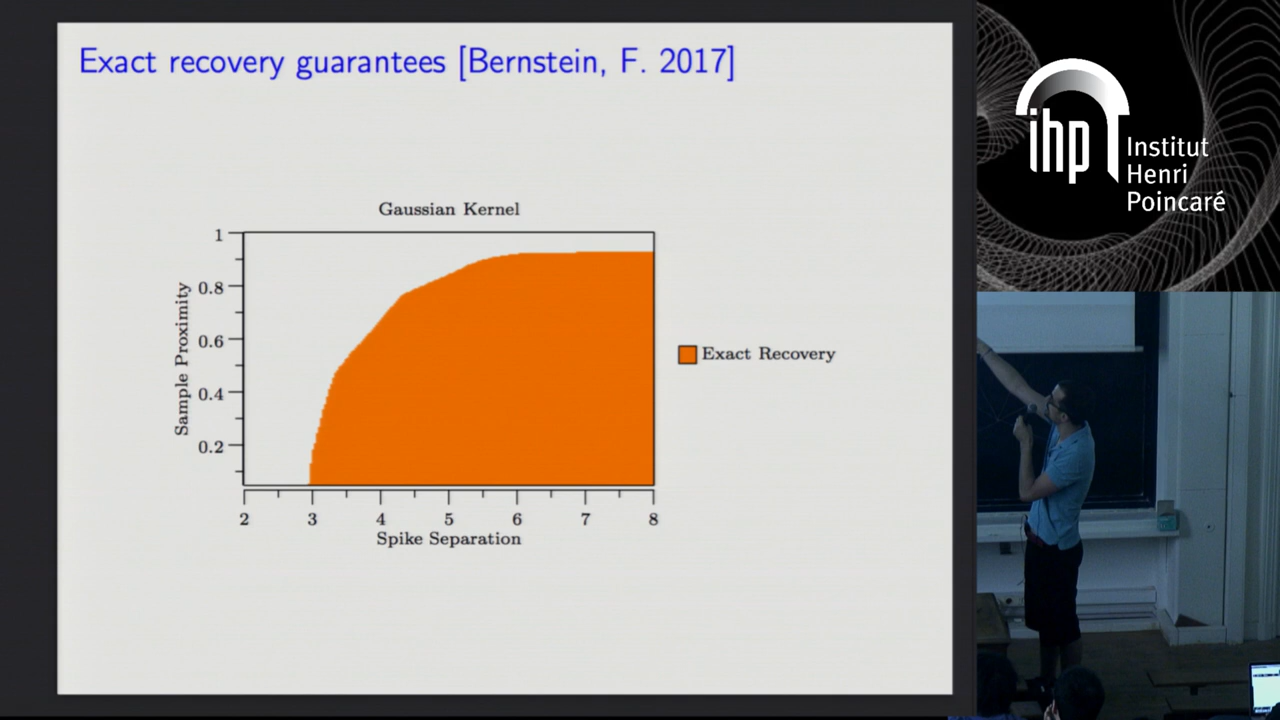 Exact recovery guarantees [Bernstein, F. 2017]
Gaussian Kernel
Sample Proximity
1
0.8
0.6
0.4
0.2
2 3 4 5 6 7 8
Spike Separation
Exact Recovery
ihp
Institut
Henri
Poincaré